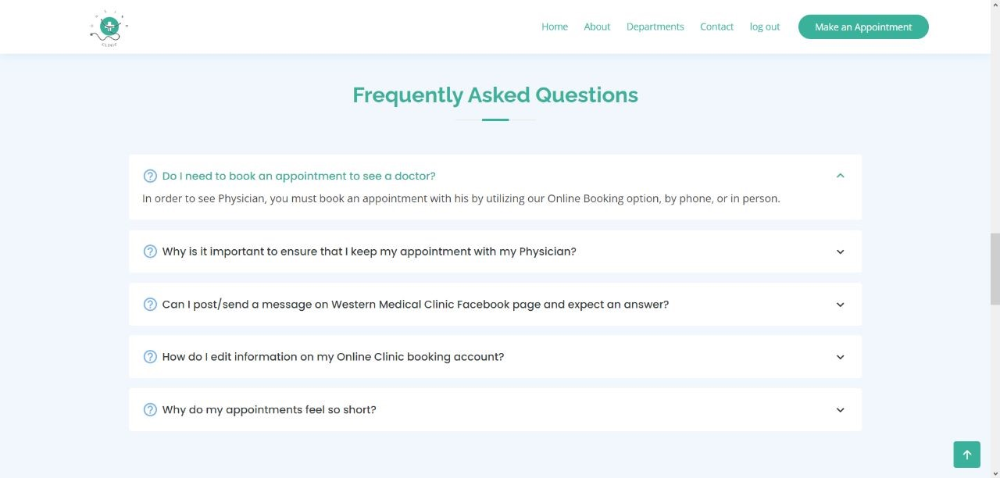 CLINIC
Home About Departments Contact log out Make an Appointment
Frequently Asked Questions
Do I need to book an appointment to see a doctor?
In order to see Physician, you must book an appointment with his by utilizing our Online Booking option, by phone, or in person.
Why is it important to ensure that I keep my appointment with my Physician?
Can I post/send a message on Western Medical Clinic Facebook page and expect an answer?
How do I edit information on my Online Clinic booking account?
Why do my appointments feel so short?